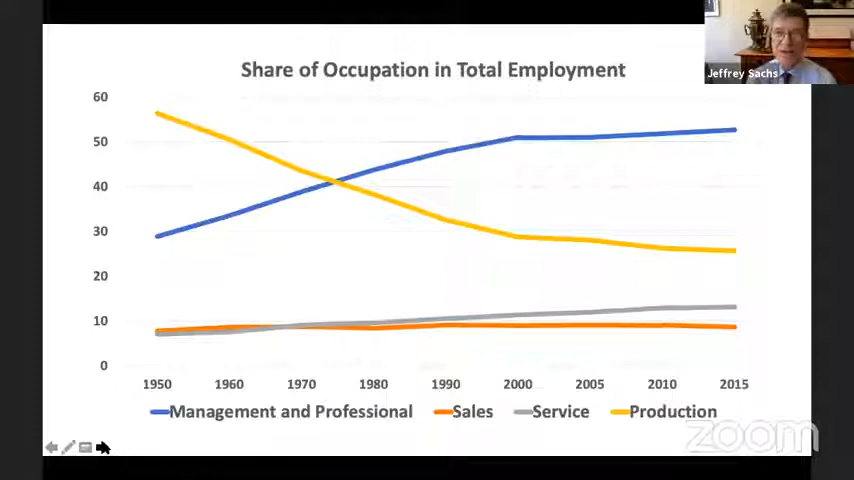 Jeffrey Sachs
Share of Occupation in Total Employment
60
50
40
30
20
10
0
1950 1960 1970 1980 1990 2000 2005 2010 2015
Management and Professional Sales Service Production
zoom